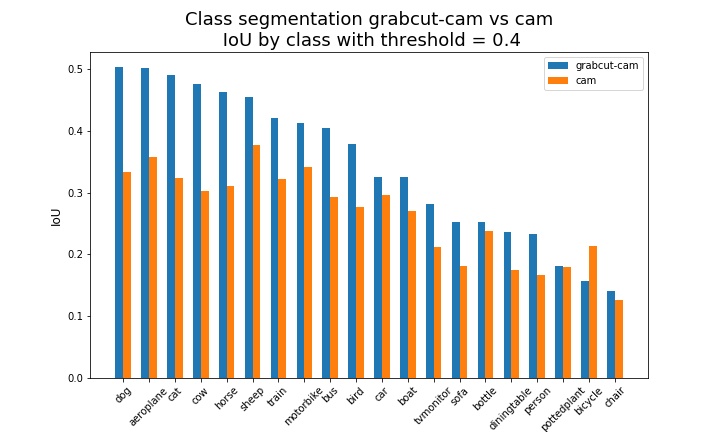 Class segmentation grabcut-cam vs cam
IoU by class with threshold = 0.4
grabcut-cam
cam
IoU
0.5
0.4
0.3
0.2
0.1
0.0
dog
aeroplane
cat
cow
horse
sheep
train
motorbike
bus
bird
car
boat
tvmonitor
sofa
bottle
diningtable
person
pottedplant
bicycle
chair